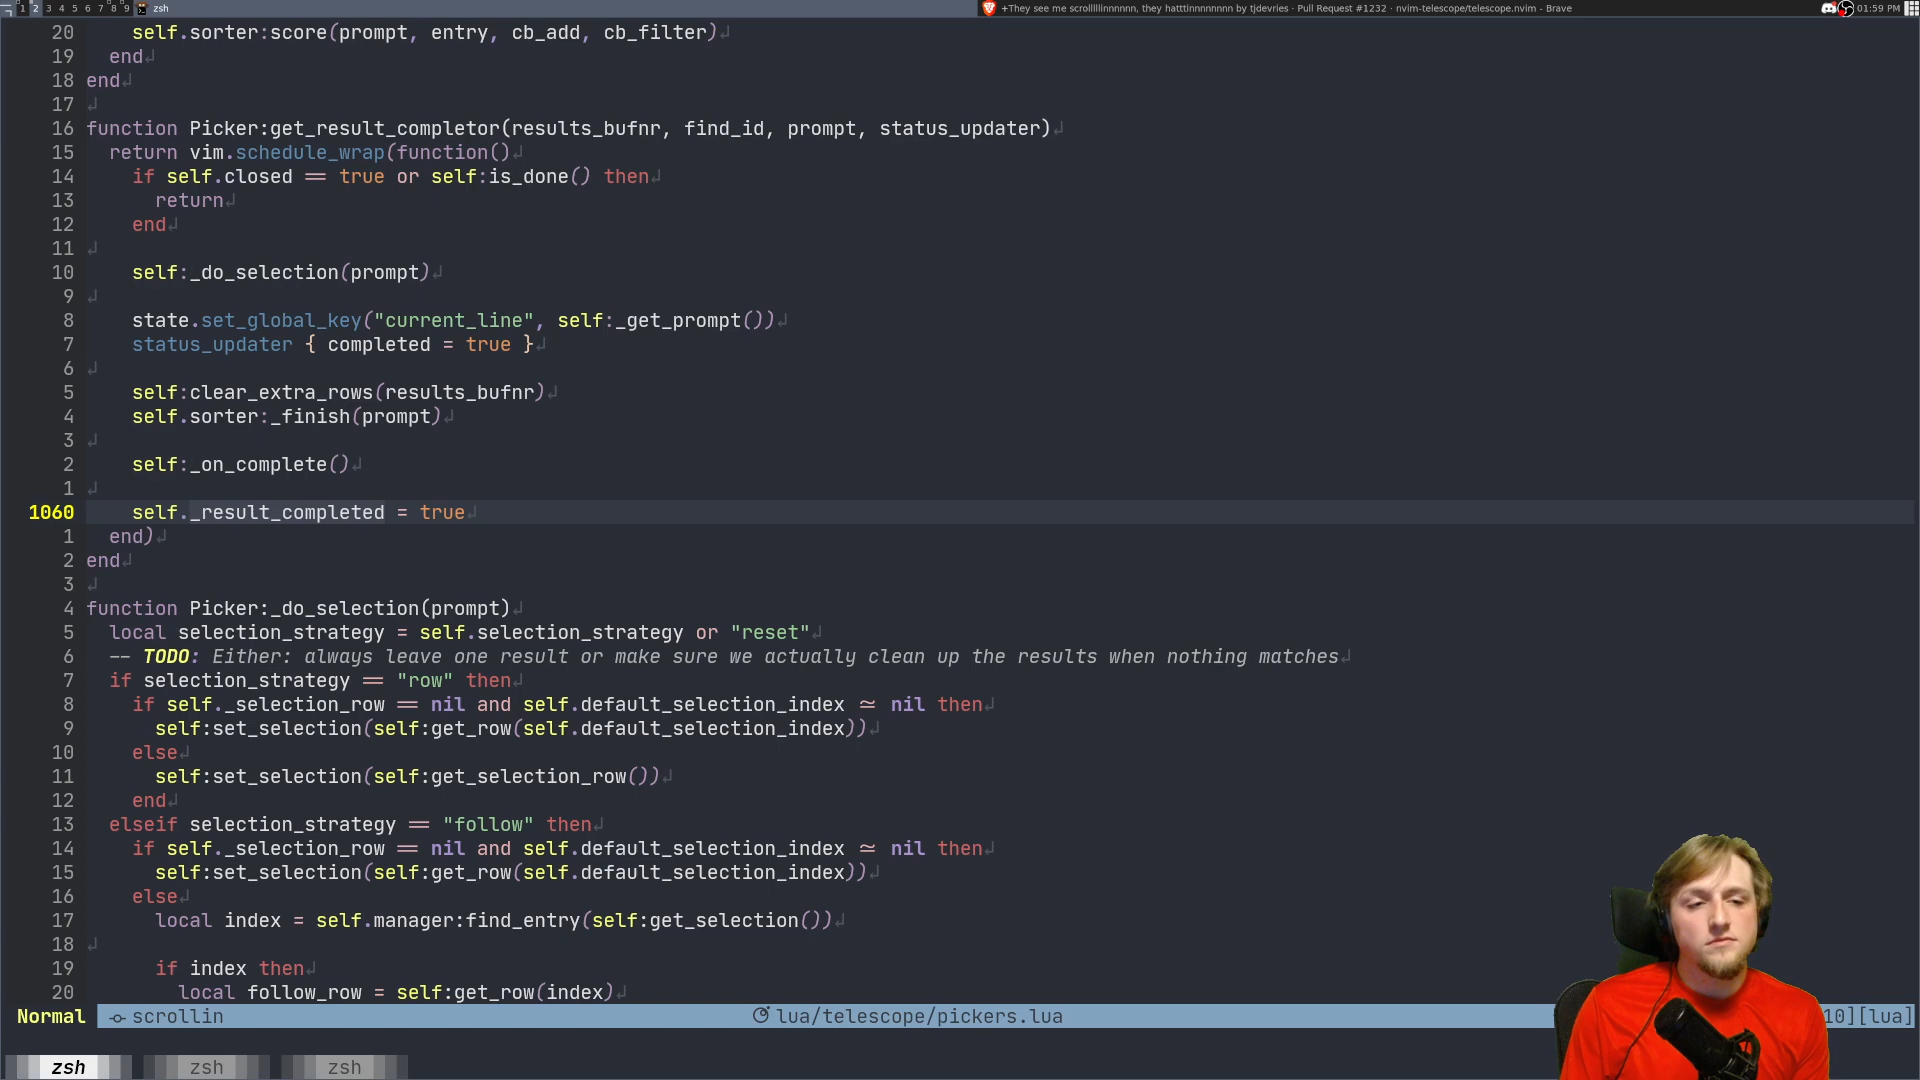 1 2 3 4 5 6 7 8 9 zsh
+They see me scrolllllinnnnnn, they hatttinnnnnnnn by tjdevries · Pull Request #1232 · nvim-telescope/telescope.nvim - Brave
01:59 PM
20 self.sorter:score(prompt, entry, cb_add, cb_filter)↲
19 end↲
18 end↲
17 ↲
16 function Picker:get_result_completor(results_bufnr, find_id, prompt, status_updater)↲
15 return vim.schedule_wrap(function()↲
14 if self.closed == true or self:is_done() then↲
13 return↲
12 end↲
11 ↲
10 self:_do_selection(prompt)↲
9 ↲
8 state.set_global_key("current_line", self:_get_prompt())↲
7 status_updater { completed = true }↲
6 ↲
5 self:clear_extra_rows(results_bufnr)↲
4 self.sorter:_finish(prompt)↲
3 ↲
2 self:_on_complete()↲
1 ↲
1060 self._result_completed = true↲
1 end)↲
2 end↲
3 ↲
4 function Picker:_do_selection(prompt)↲
5 local selection_strategy = self.selection_strategy or "reset"↲
6 -- TODO: Either: always leave one result or make sure we actually clean up the results when nothing matches↲
7 if selection_strategy == "row" then↲
8 if self._selection_row == nil and self.default_selection_index ~= nil then↲
9 self:set_selection(self:get_row(self.default_selection_index))↲
10 else↲
11 self:set_selection(self:get_selection_row())↲
12 end↲
13 elseif selection_strategy == "follow" then↲
14 if self._selection_row == nil and self.default_selection_index ~= nil then↲
15 self:set_selection(self:get_row(self.default_selection_index))↲
16 else↲
17 local index = self.manager:find_entry(self:get_selection())↲
18 ↲
19 if index then↲
20 local follow_row = self:get_row(index)↲
Normal scrollin lua/telescope/pickers.lua 10][lua]
zsh zsh zsh